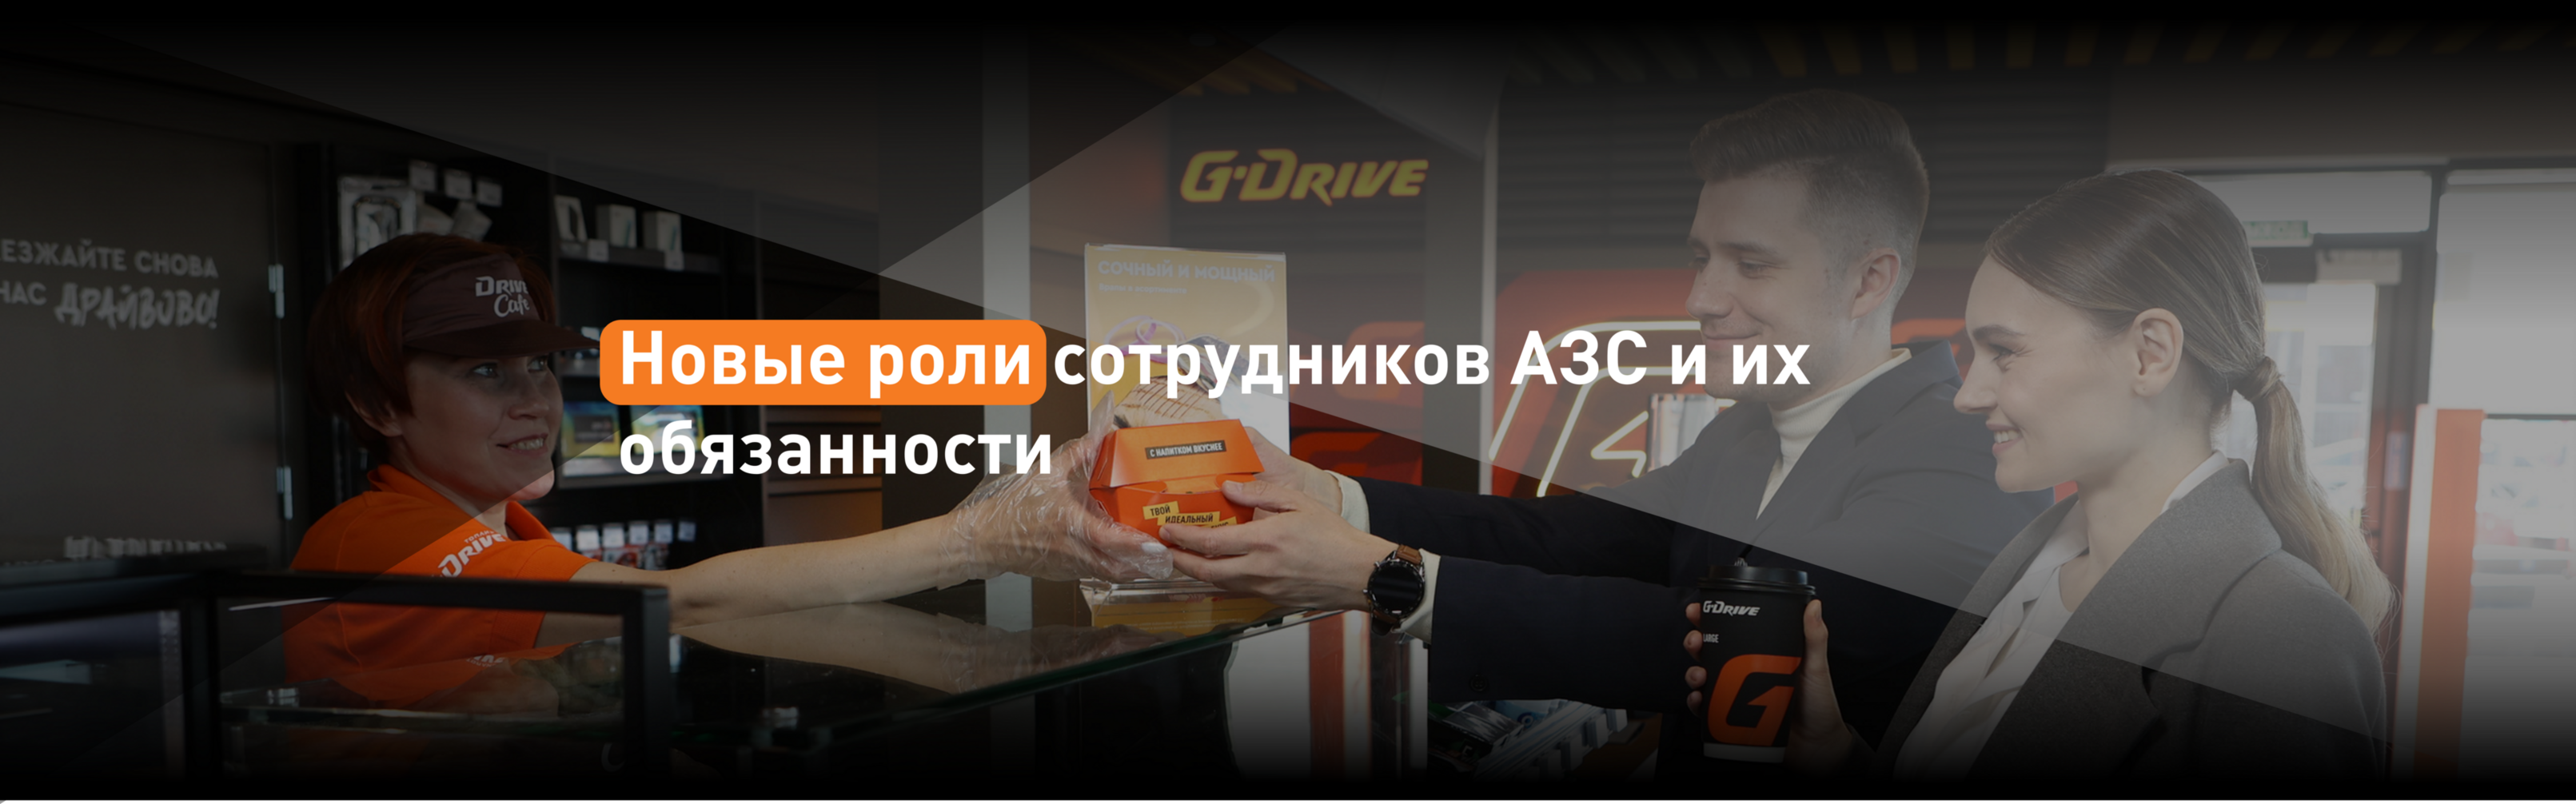 G-DRIVE
ЕЗЖАЙТЕ СНОВА
НАС ДРАЙВОВО!
DRIVE
Cafe
СОЧНЫЙ И МОЩНЫЙ
Новые роли сотрудников АЗС и их
обязанности
С НАПИТКОМ ВКУСНЕЕ
ТВОЙ
ИДЕАЛЬНЫЙ
DRIVE
G-DRIVE
LARGE
G